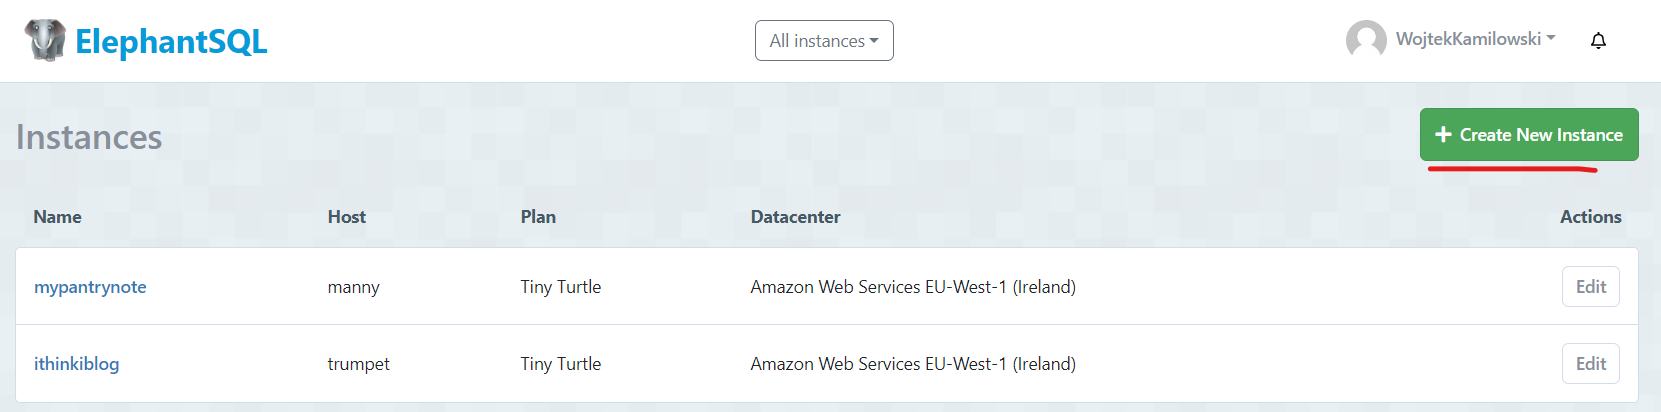 ElephantSQL All instances WojtekKamilowski
Instances + Create New Instance
Name Host Plan Datacenter Actions
mypantrynote manny Tiny Turtle Amazon Web Services EU-West-1 (Ireland) Edit
ithinkiblog trumpet Tiny Turtle Amazon Web Services EU-West-1 (Ireland) Edit